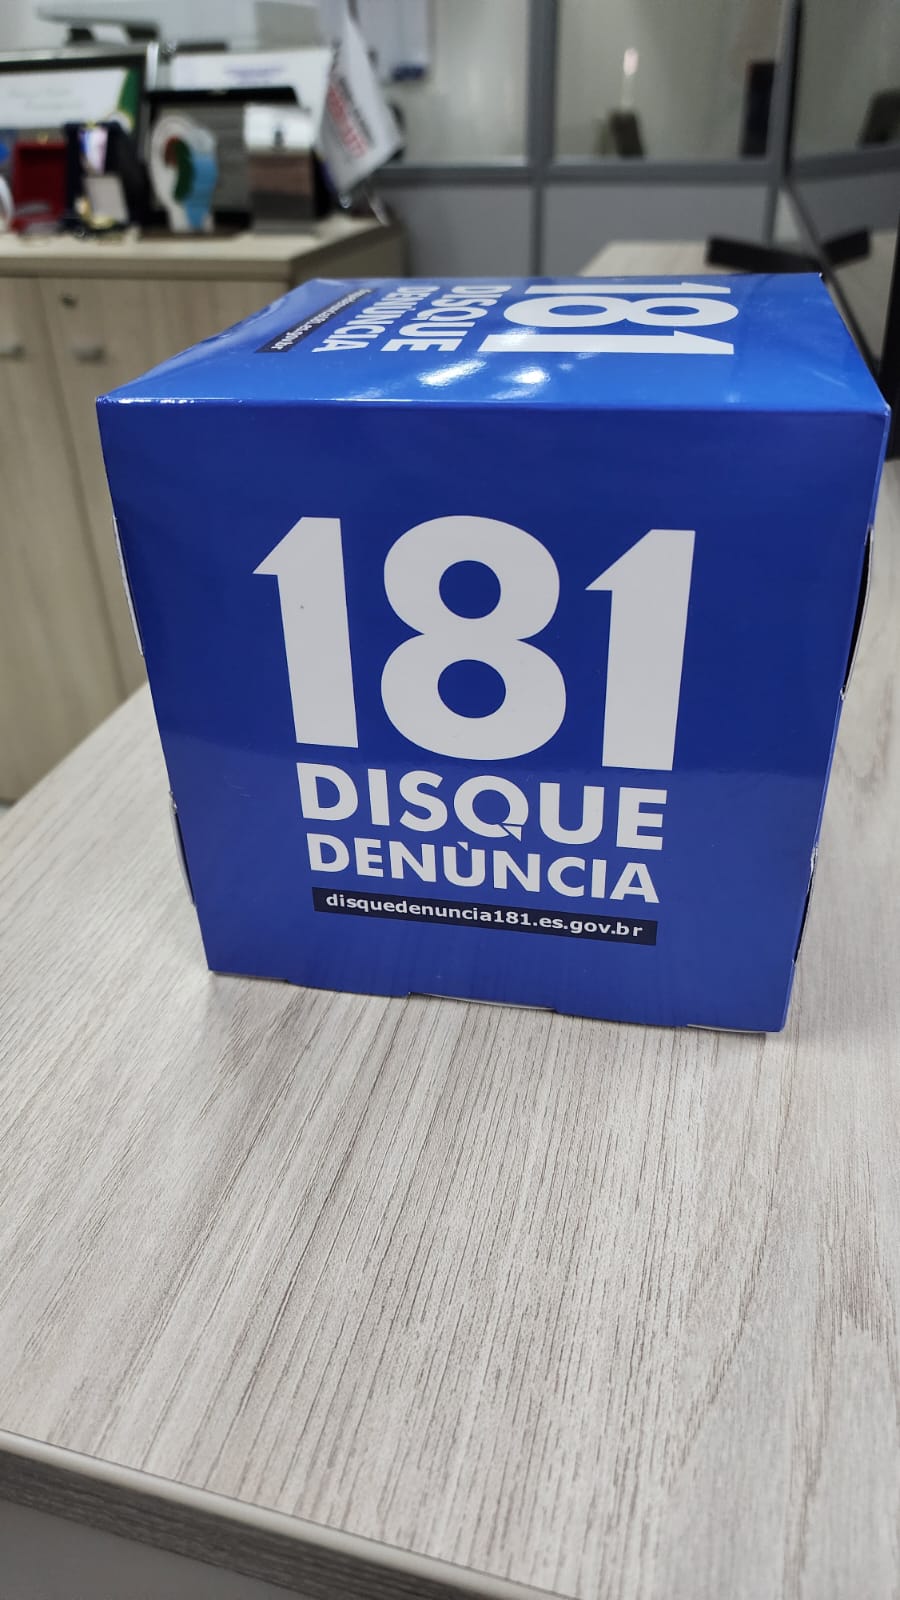 181
DISQUE
DENÚNCIA
181
DISQUE
DENÙNCIA
disquedenuncia181.es.gov.br